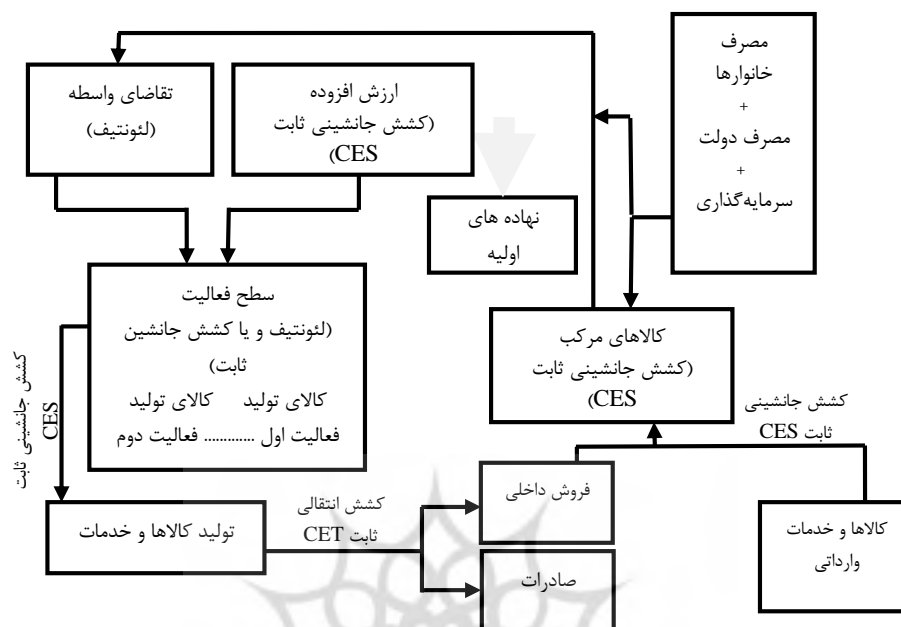 مصرف
خانوارها
+
مصرف دولت
+
سرمایه‌گذاری
ارزش افزوده
(کشش جانشینی ثابت
CES)
تقاضای واسطه
(لئونتیف)
نهاده های
اولیه
کالاهای مرکب
(کشش جانشینی ثابت
CES)
سطح فعالیت
(لئونتیف و یا کشش جانشین
ثابت)
کالای تولید کالای تولید
فعالیت اول ............ فعالیت دوم
کشش جانشینی ثابت
CES
کشش جانشینی
ثابت CES
فروش داخلی
کشش انتقالی
ثابت CET
تولید کالاها و خدمات
کالاها و خدمات
وارداتی
صادرات